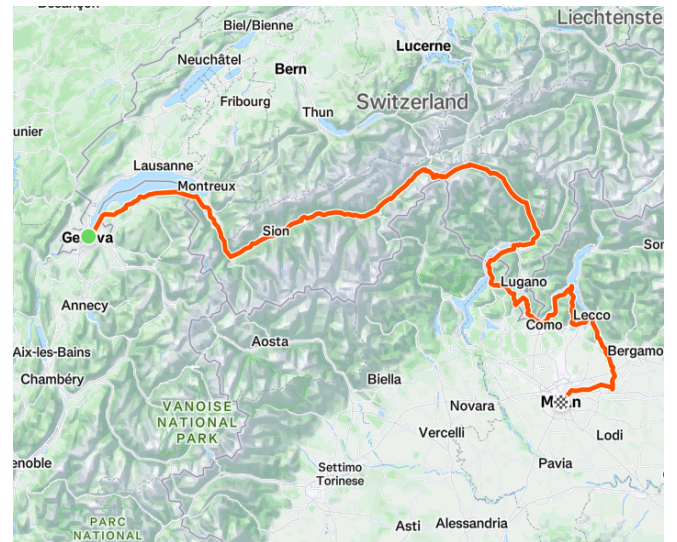 Biel/Bienne
Liechtenste
Lucerne
Neuchâtel
Bern
Fribourg
Thun
Switzerland
unier
Lausanne
Montreux
Sion
Lugano
Annecy
Como
Lecco
Aosta
Bergamo
Aix-les-Bains
Chambéry
Biella
VANOISE
NATIONAL
PARK
Novara
Vercelli
Lodi
enoble
Pavia
Settimo
Torinese
PARC
NATIONAL
Asti
Alessandria